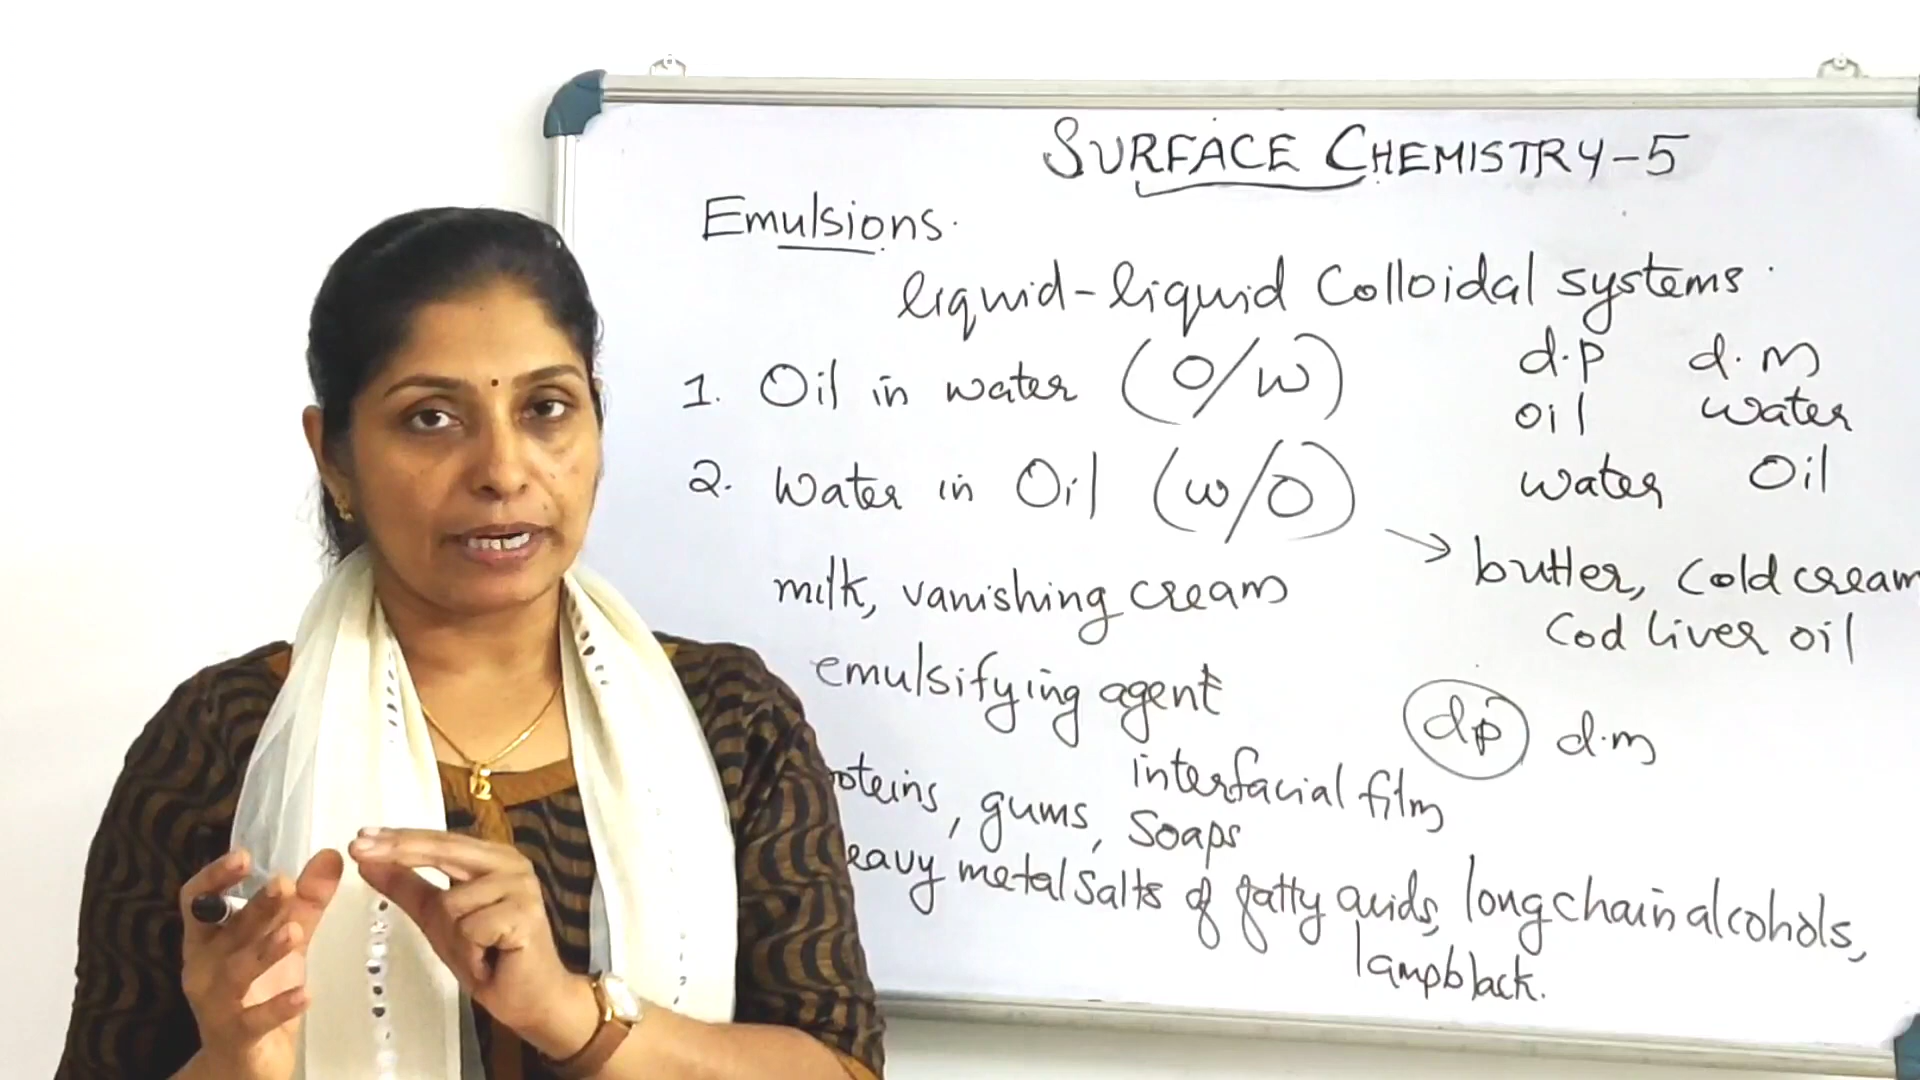 SURFACE CHEMISTRY-5
Emulsions.
liquid-liquid Colloidal systems.
d.p d.m
1. Oil in water (O/W)
oil water
2. Water in Oil (W/O)
water Oil
→ butter, Cold cream
milk, vanishing cream
Cod liver oil
emulsifying agent
dp d.m
interfacial film
oteins, gums, Soaps
eavy metal salts of fatty acids, long chain alcohols,
lampblack.